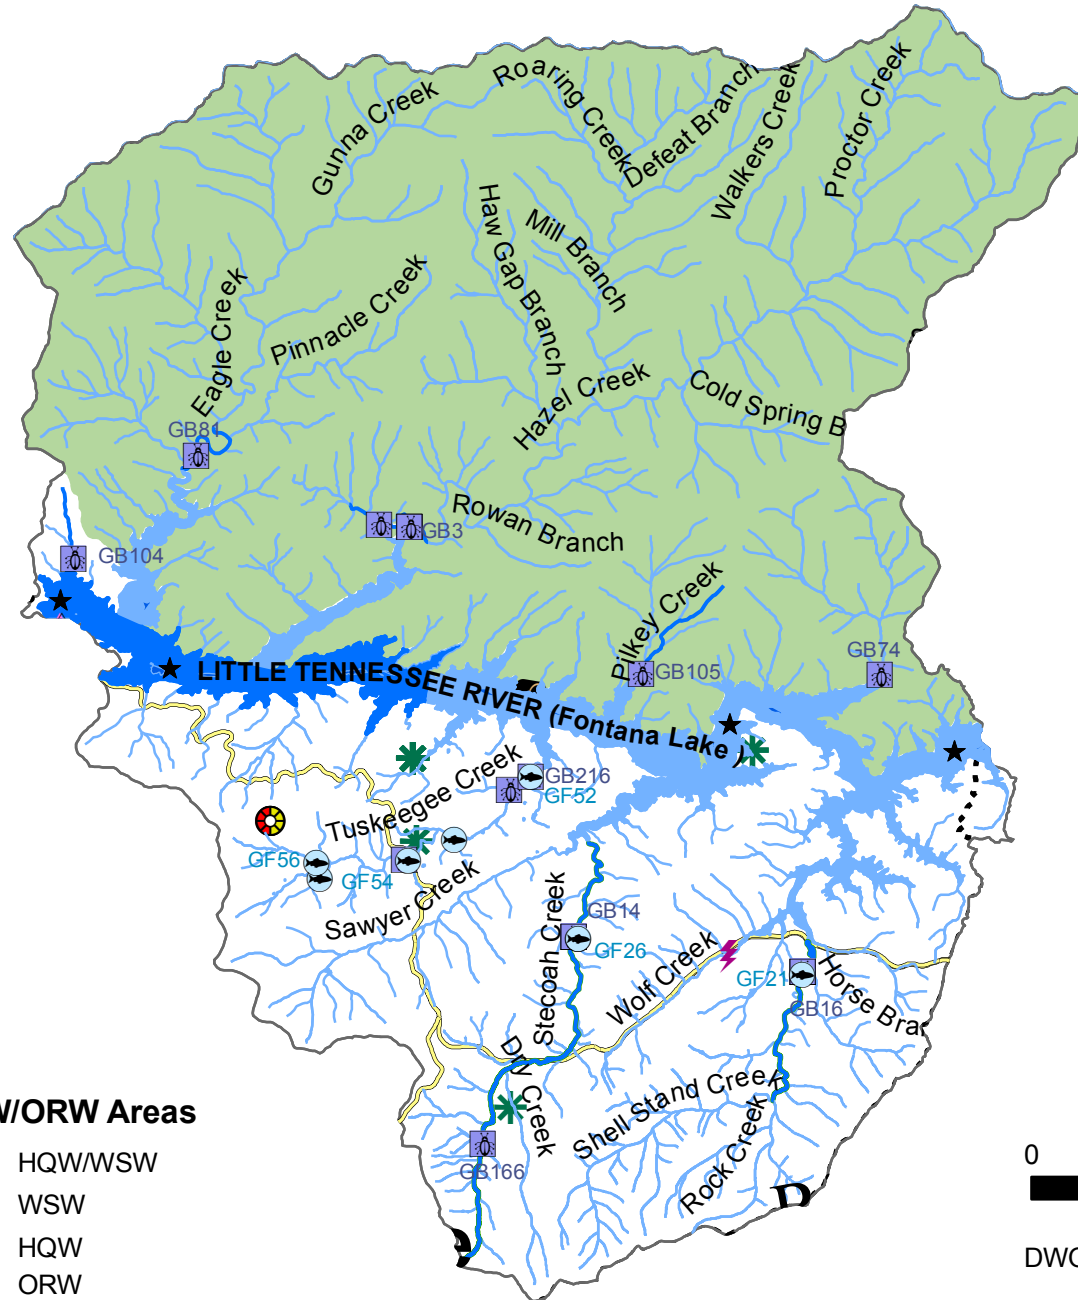 Roaring Creek
Defeat Branch
Walkers Creek
Proctor Creek
Gunna Creek
Haw Gap Branch
Mill Branch
Eagle Creek
Pinnacle Creek
Hazel Creek
Cold Spring B
GB81
Rowan Branch
GB3
GB104
Pilkey Creek
GB105
GB74
LITTLE TENNESSEE RIVER (Fontana Lake )
Tuskeegee Creek
GB216
GF52
GF56
GF54
Sawyer Creek
Stecoah Creek
GB14
GF26
Wolf Creek
GF21
GB16
Horse Bra
Dry Creek
Shell Stand Creek
Rock Creek
GB166
D
W/ORW Areas
HQW/WSW
WSW
HQW
ORW
0
DWQ